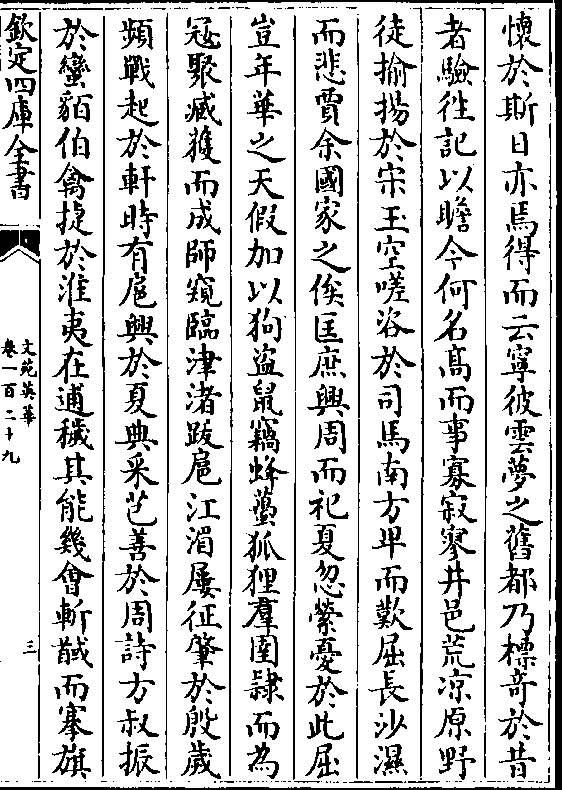 懷於斯日亦焉得而云寧彼雲夢之舊都乃標奇於昔
者驗往記以瞻今何名髙而事寡寂寥井邑荒凉原野
徒揄揚於宋玉空嗟咨於司馬南方卑而歎屈長沙濕
而悲賈余國家之俟匡庶興周而祀夏忽縈憂於此屈
豈年華之天假加以狗盜鼠竊蜂蠆狐狸羣圉隷而為
冦聚臧獲而成師窺臨津渚跋扈江湄屢征肇於殷歲
頻戰起於軒時有扈興於夏典采芑善於周詩方叔振
於蠻貊伯禽捷於淮夷在逋穢其能幾會斬馘而搴旗
欽定四庫全書
文苑英華
卷一百二十九
三